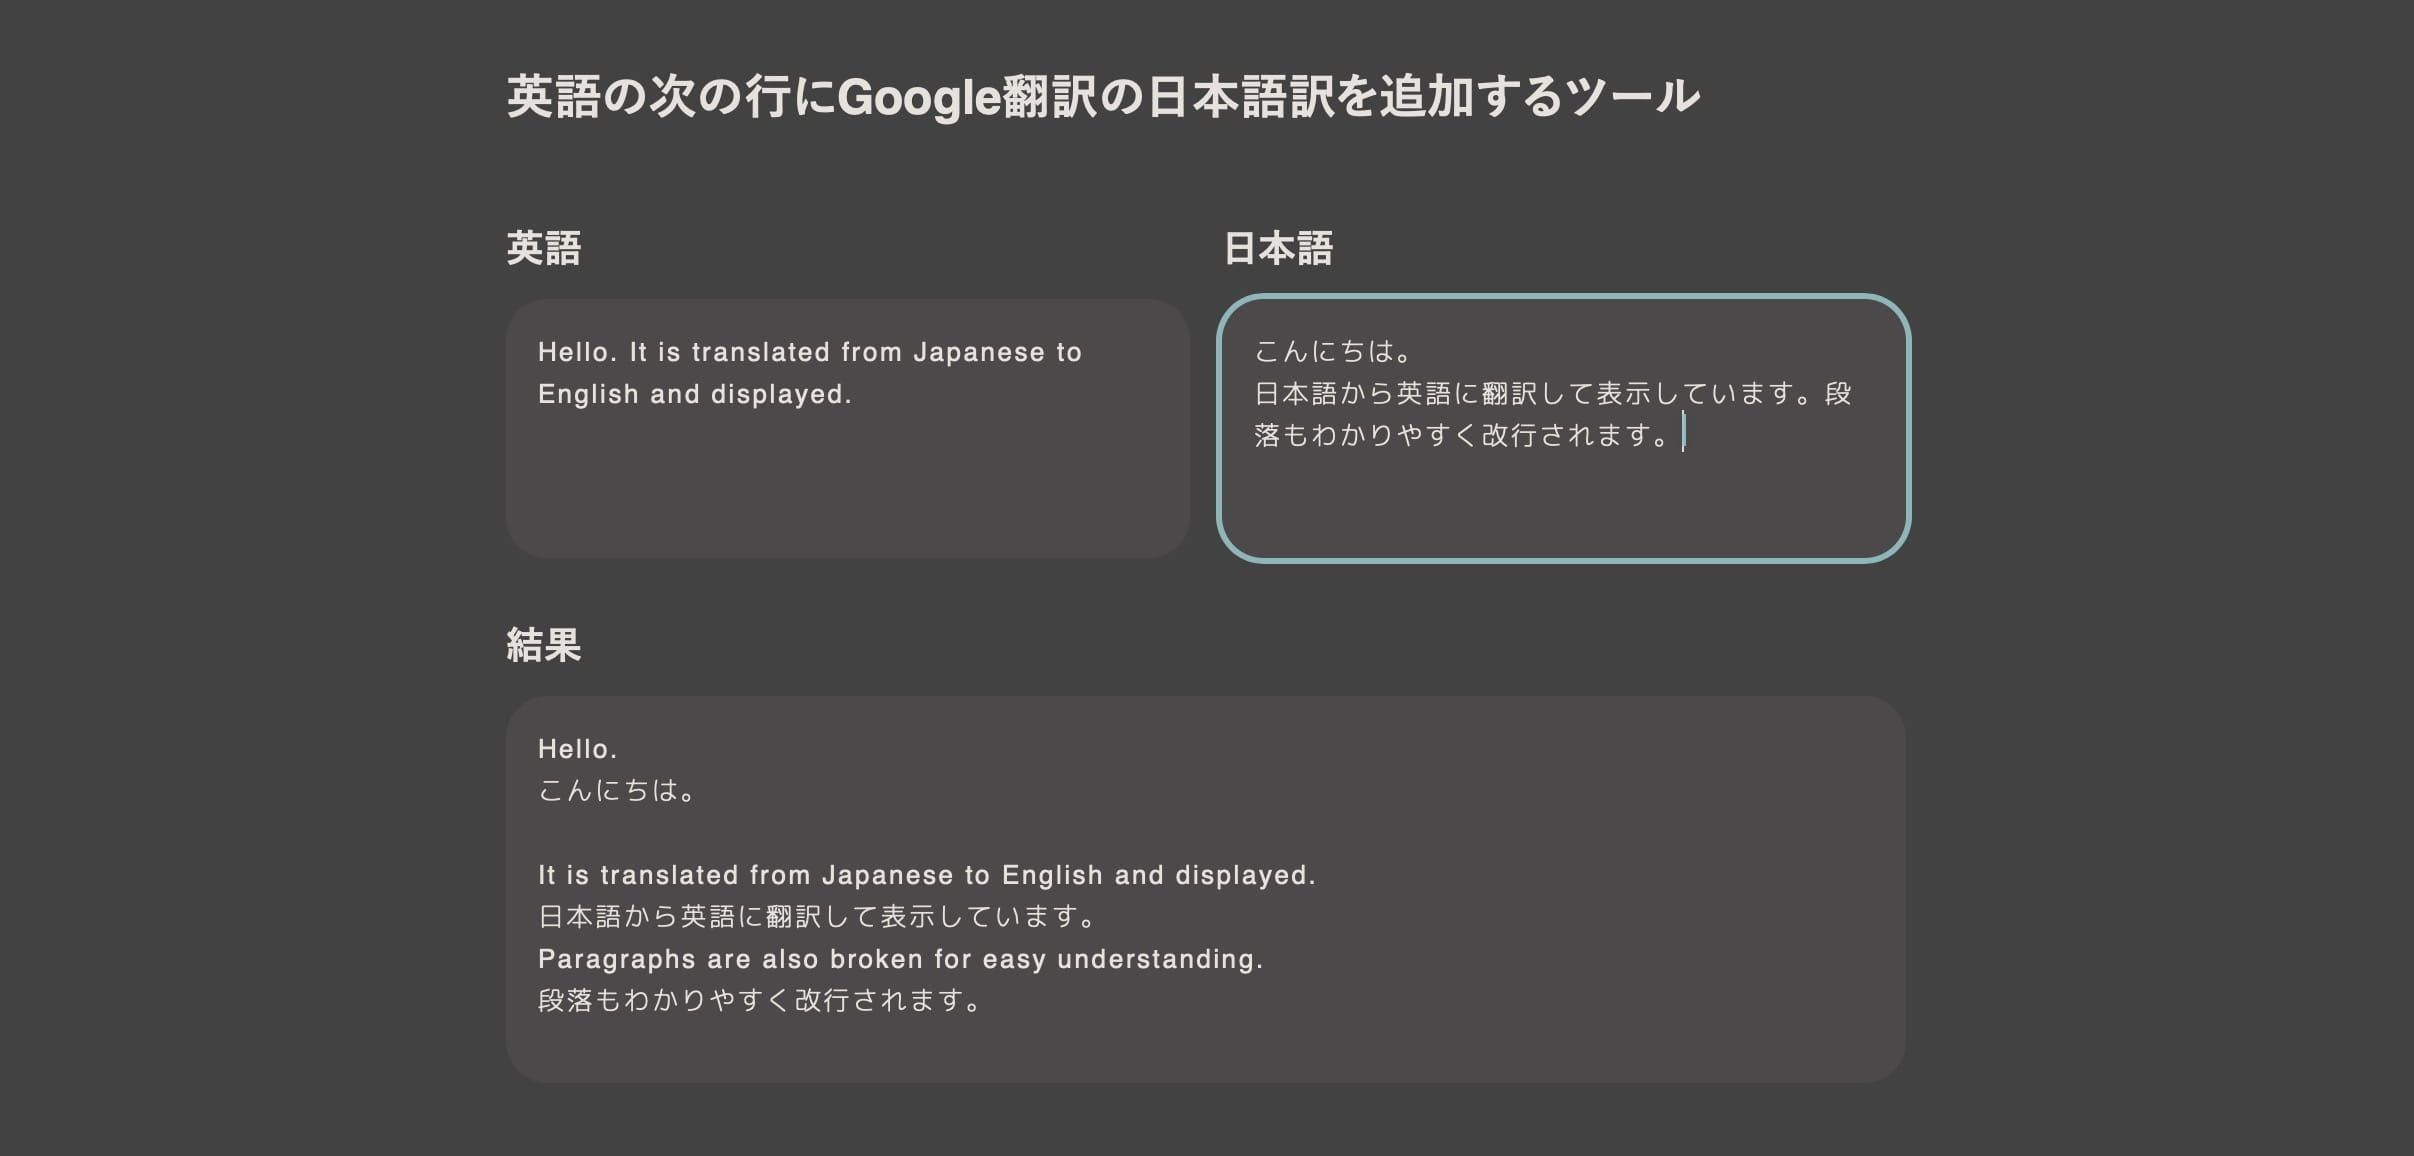 英語の次の行にGoogle翻訳の日本語訳を追加するツール
英語
Hello. It is translated from Japanese to
English and displayed.
日本語
こんにちは。
日本語から英語に翻訳して表示しています。段
落もわかりやすく改行されます。
結果
Hello.
こんにちは。
It is translated from Japanese to English and displayed.
日本語から英語に翻訳して表示しています。
Paragraphs are also broken for easy understanding.
段落もわかりやすく改行されます。